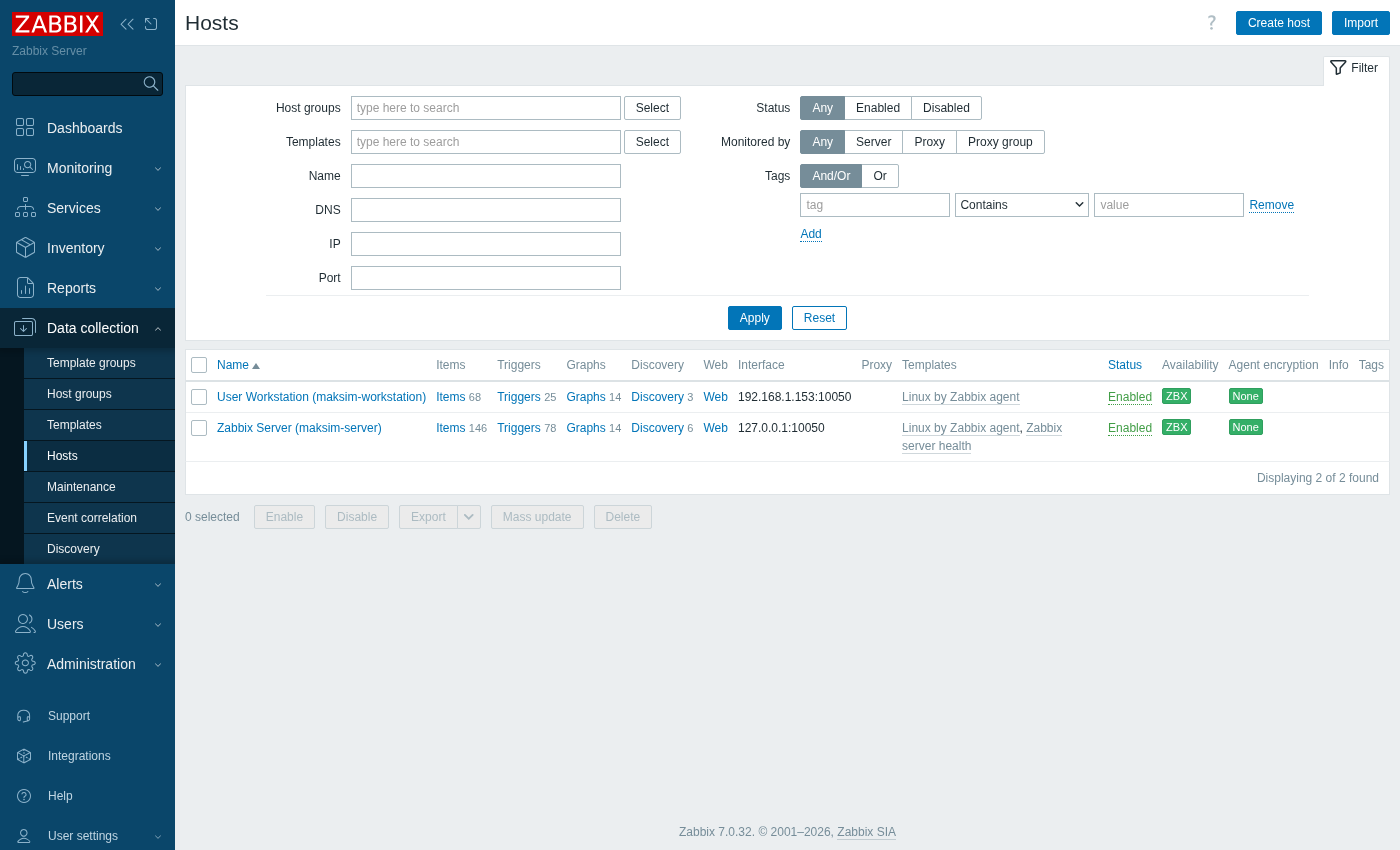 ZABBIX
Zabbix Server
Dashboards
Monitoring
Services
Inventory
Reports
Data collection
Template groups
Host groups
Templates
Hosts
Maintenance
Event correlation
Discovery
Alerts
Users
Administration
Support
Integrations
Help
User settings
Hosts
? Create host Import
Filter
Host groups type here to search Select
Templates type here to search Select
Name
DNS
IP
Port
Status Any Enabled Disabled
Monitored by Any Server Proxy Proxy group
Tags And/Or Or
tag Contains value Remove
Add
Apply Reset
Name Items Triggers Graphs Discovery Web Interface Proxy Templates Status Availability Agent encryption Info Tags
User Workstation (maksim-workstation) Items 68 Triggers 25 Graphs 14 Discovery 3 Web 192.168.1.153:10050 Linux by Zabbix agent Enabled ZBX None
Zabbix Server (maksim-server) Items 146 Triggers 78 Graphs 14 Discovery 6 Web 127.0.0.1:10050 Linux by Zabbix agent, Zabbix Enabled ZBX None
server health
Displaying 2 of 2 found
0 selected Enable Disable Export Mass update Delete
Zabbix 7.0.32. © 2001–2026, Zabbix SIA